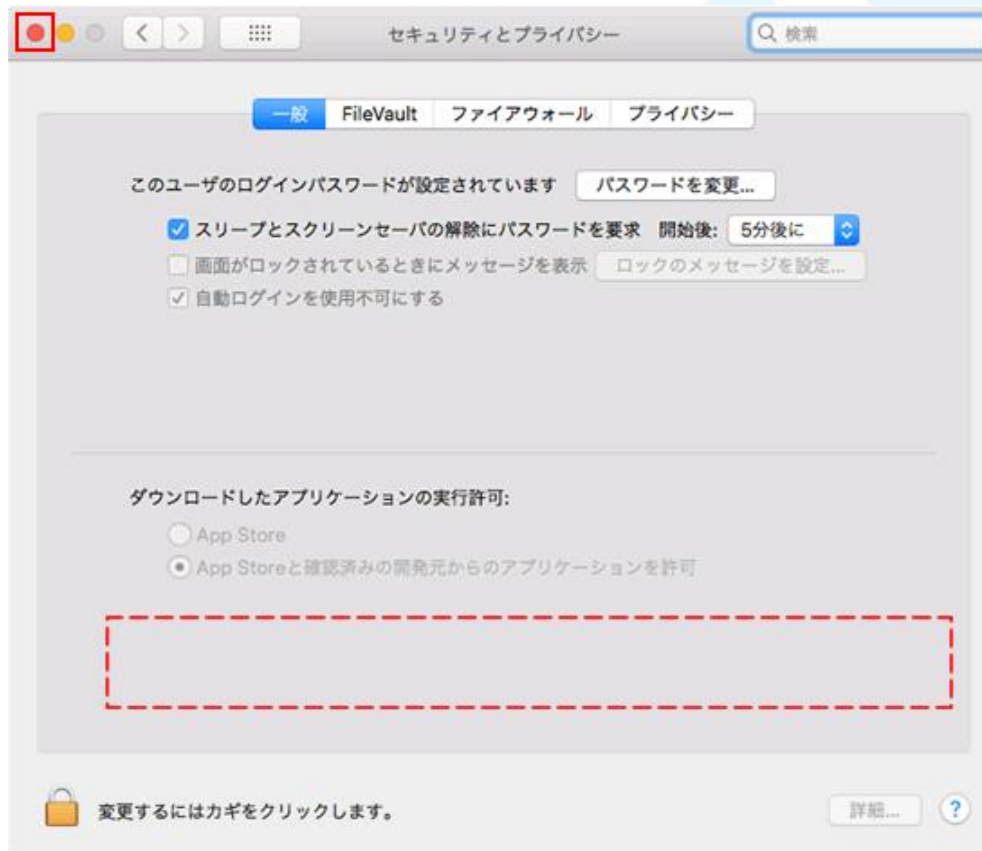 セキュリティとプライバシー
検索
一般 FileVault ファイアウォール プライバシー
このユーザのログインパスワードが設定されています パスワードを変更...
スリープとスクリーンセーバの解除にパスワードを要求 開始後: 5分後に
画面がロックされているときにメッセージを表示 ロックのメッセージを設定...
自動ログインを使用不可にする
ダウンロードしたアプリケーションの実行許可:
App Store
App Storeと確認済みの開発元からのアプリケーションを許可
変更するにはカギをクリックします。 詳細... ?